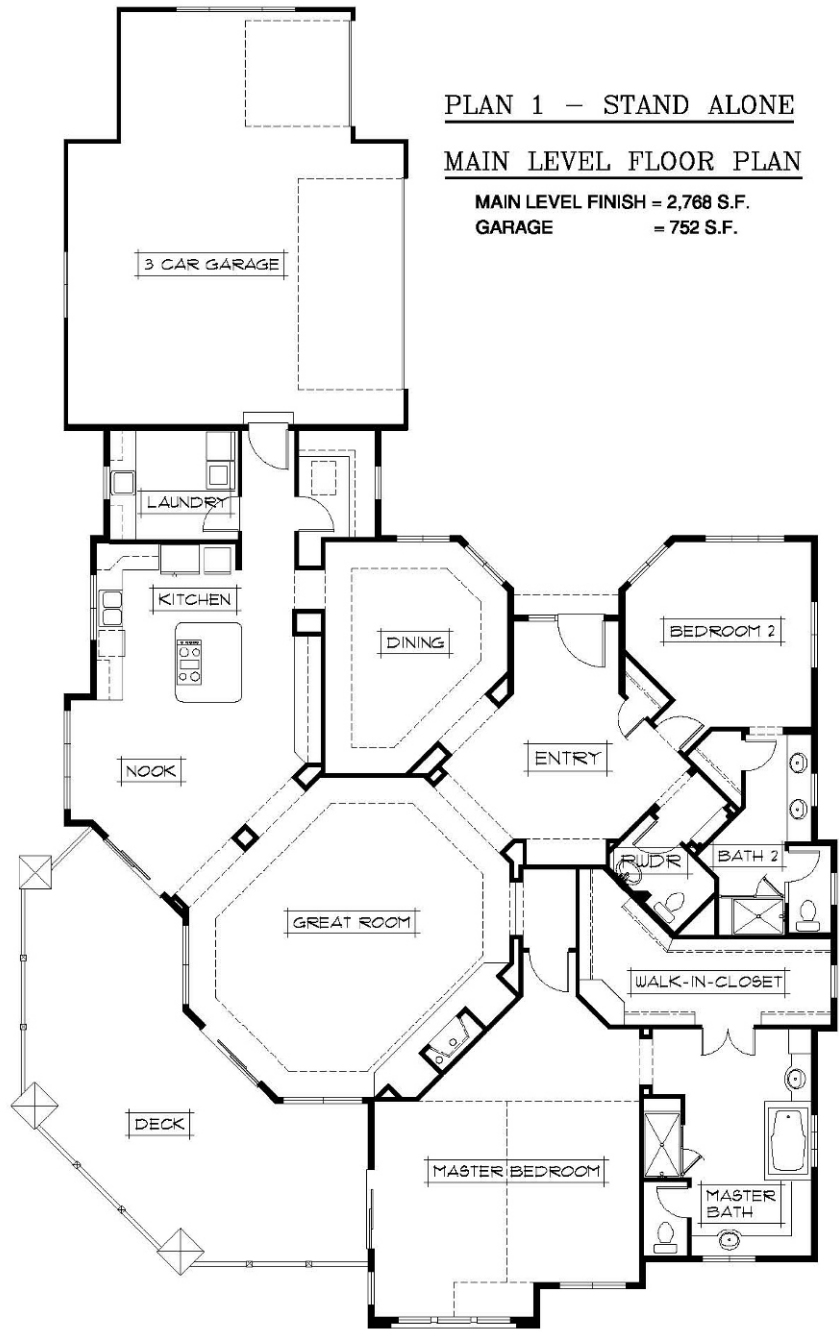 PLAN 1 – STAND ALONE
MAIN LEVEL FLOOR PLAN
MAIN LEVEL FINISH = 2,768 S.F.
GARAGE = 752 S.F.
3 CAR GARAGE
LAUNDRY
KITCHEN
DINING
BEDROOM 2
NOOK
ENTRY
PWDR
BATH 2
GREAT ROOM
WALK-IN-CLOSET
DECK
MASTER BEDROOM
MASTER
BATH